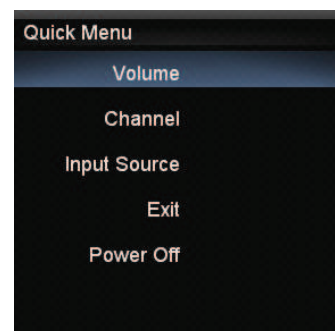 Quick Menu
Volume
Channel
Input Source
Exit
Power Off